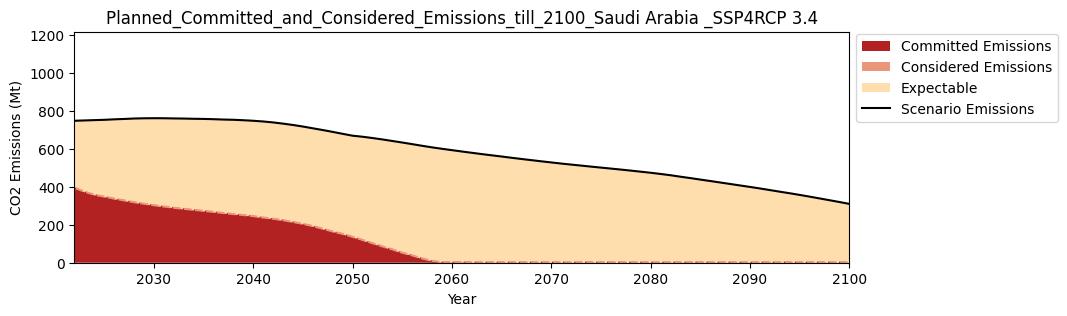 Planned_Committed_and_Considered_Emissions_till_2100_Saudi Arabia _SSP4RCP 3.4
1200
1000
800
600
400
200
0
CO2 Emissions (Mt)
2030 2040 2050 2060 2070 2080 2090 2100
Year
Committed Emissions
Considered Emissions
Expectable
Scenario Emissions